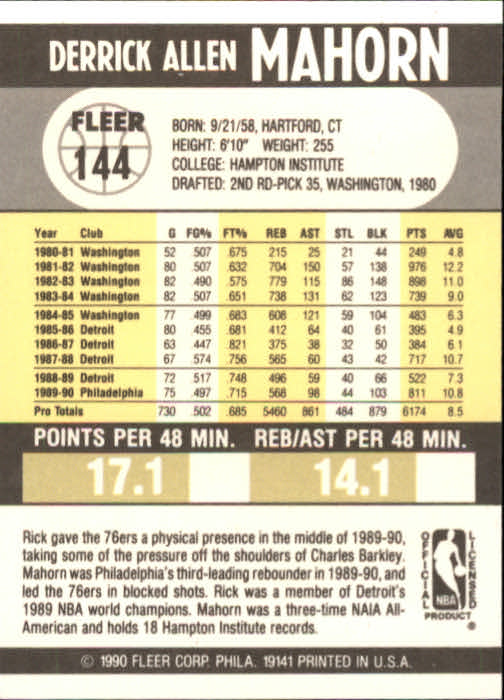 DERRICK ALLEN MAHORN
FLEER
144
BORN: 9/21/58, HARTFORD, CT
HEIGHT: 6'10" WEIGHT: 255
COLLEGE: HAMPTON INSTITUTE
DRAFTED: 2ND RD-PICK 35, WASHINGTON, 1980
Year Club G FG% FT% REB AST STL BLK PTS AVG
1980-81 Washington 52 .507 .675 215 25 21 44 249 4.8
1981-82 Washington 80 .507 .632 704 150 57 138 976 12.2
1982-83 Washington 82 .490 .575 779 115 86 148 898 11.0
1983-84 Washington 82 .507 .651 738 131 62 123 739 9.0
1984-85 Washington 77 .499 .683 608 121 59 104 483 6.3
1985-86 Detroit 80 .455 .681 412 64 40 61 395 4.9
1986-87 Detroit 63 .447 .821 375 38 32 50 384 6.1
1987-88 Detroit 67 .574 .756 565 60 43 42 717 10.7
1988-89 Detroit 72 .517 .748 496 59 40 66 522 7.3
1989-90 Philadelphia 75 .497 .715 568 98 44 103 811 10.8
Pro Totals 730 .502 .685 5460 861 484 879 6174 8.5
POINTS PER 48 MIN. REB/AST PER 48 MIN.
17.1 14.1
Rick gave the 76ers a physical presence in the middle of 1989-90,
taking some of the pressure off the shoulders of Charles Barkley.
Mahorn was Philadelphia's third-leading rebounder in 1989-90, and
led the 76ers in blocked shots. Rick was a member of Detroit's
1989 NBA world champions. Mahorn was a three-time NAIA All-
American and holds 18 Hampton Institute records.
OFFICIAL LICENSED
NBA
PRODUCT ®
© 1990 FLEER CORP. PHILA. 19141 PRINTED IN U.S.A.